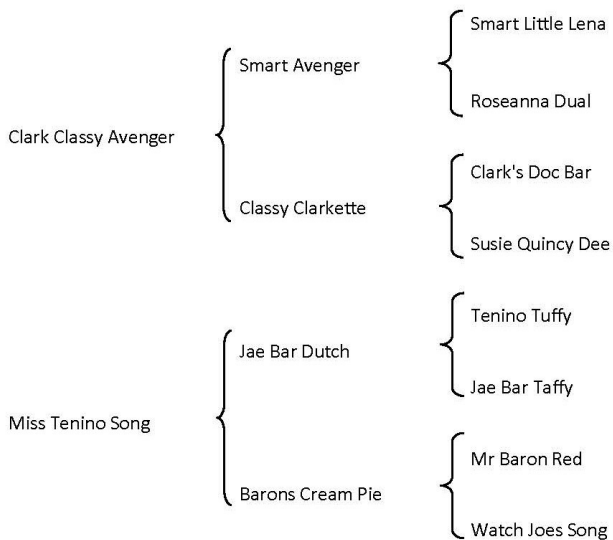 Smart Little Lena
Smart Avenger
Roseanna Dual
Clark Classy Avenger
Clark's Doc Bar
Classy Clarkette
Susie Quincy Dee
Tenino Tuffy
Jae Bar Dutch
Jae Bar Taffy
Miss Tenino Song
Mr Baron Red
Barons Cream Pie
Watch Joes Song